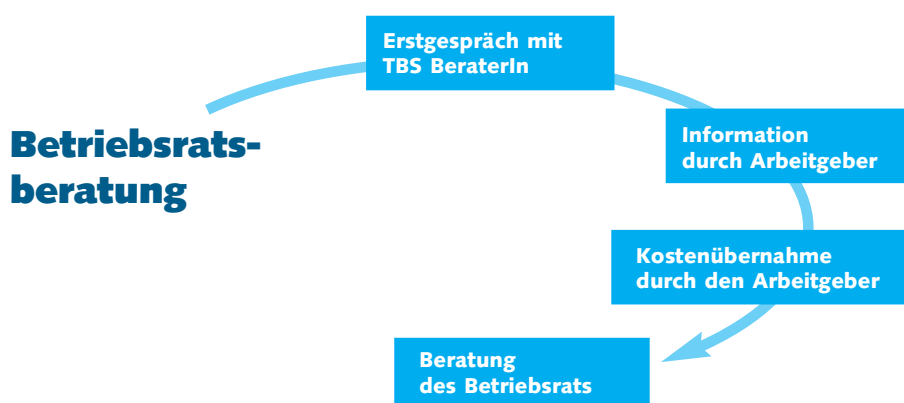 Erstgespräch mit
TBS BeraterIn
Betriebsrats-
beratung
Information
durch Arbeitgeber
Kostenübernahme
durch den Arbeitgeber
Beratung
des Betriebsrats